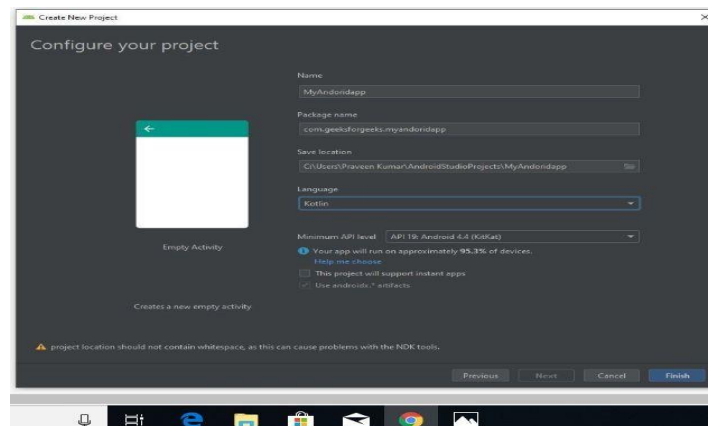 Create New Project
Configure your project
Name
MyAndoridapp
Package name
com.geeksforgeeks.myandoridapp
Save location
C:\Users\Praveen Kumar\AndroidStudioProjects\MyAndoridapp
Language
Kotlin
Minimum API level API 19: Android 4.4 (KitKat)
Your app will run on approximately 95.3% of devices.
Help me choose
This project will support instant apps
Use androidx.* artifacts
Empty Activity
Creates a new empty activity
project location should not contain whitespace, as this can cause problems with the NDK tools.
Previous Next Cancel Finish